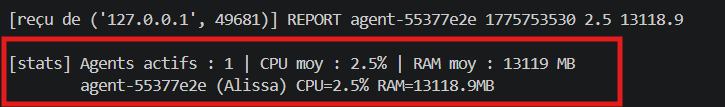 [reçu de ('127.0.0.1', 49681)] REPORT agent-55377e2e 1775753530 2.5 13118.9
[stats] Agents actifs : 1 | CPU moy : 2.5% | RAM moy : 13119 MB
agent-55377e2e (Alissa) CPU=2.5% RAM=13118.9MB